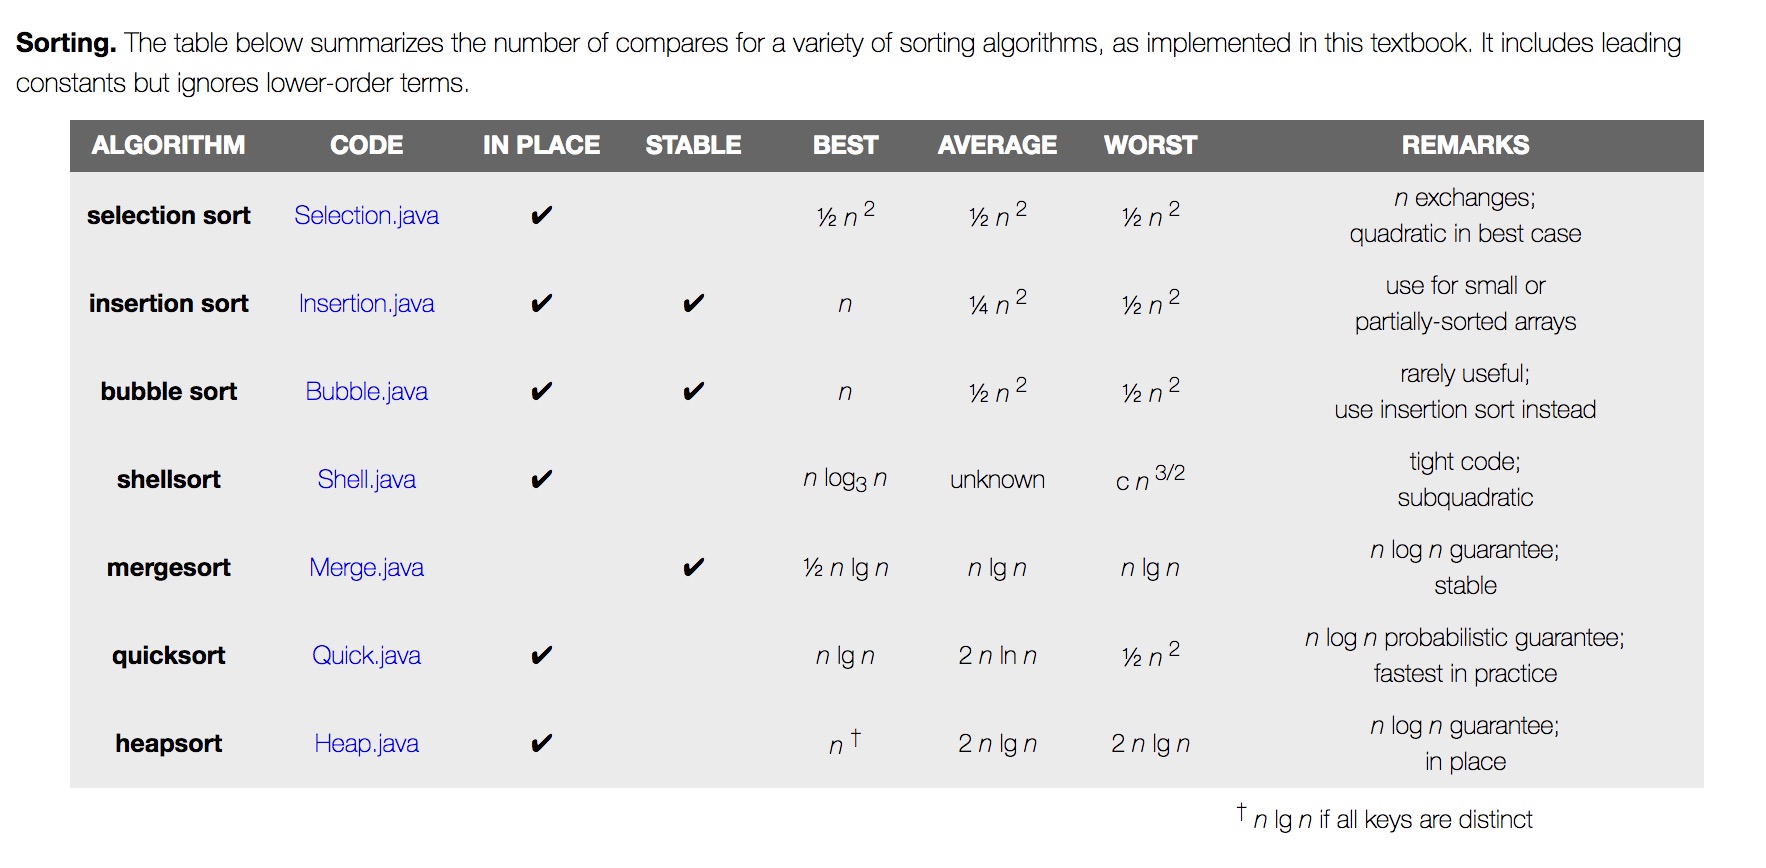 Sorting. The table below summarizes the number of compares for a variety of sorting algorithms, as implemented in this textbook. It includes leading
constants but ignores lower-order terms.
ALGORITHM CODE IN PLACE STABLE BEST AVERAGE WORST REMARKS
selection sort Selection.java ✔ ½ n 2 ½ n 2 ½ n 2 n exchanges;
quadratic in best case
insertion sort Insertion.java ✔ ✔ n ¼ n 2 ½ n 2 use for small or
partially-sorted arrays
bubble sort Bubble.java ✔ ✔ n ½ n 2 ½ n 2 rarely useful;
use insertion sort instead
shellsort Shell.java ✔ n log3 n unknown c n 3/2 tight code;
subquadratic
mergesort Merge.java ✔ ½ n lg n n lg n n lg n n log n guarantee;
stable
quicksort Quick.java ✔ n lg n 2 n ln n ½ n 2 n log n probabilistic guarantee;
fastest in practice
heapsort Heap.java ✔ n † 2 n lg n 2 n lg n n log n guarantee;
in place
† n lg n if all keys are distinct